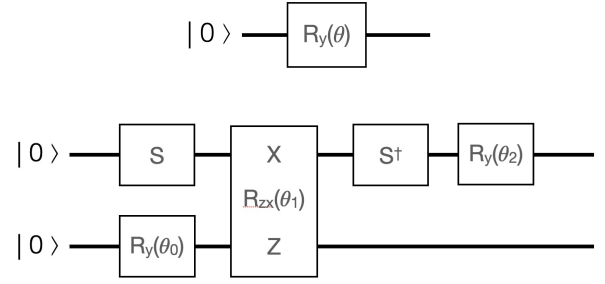 | 0 ⟩ Ry(θ)
| 0 ⟩ S X S† Ry(θ2)
Rzx(θ1)
| 0 ⟩ Ry(θ0) Z